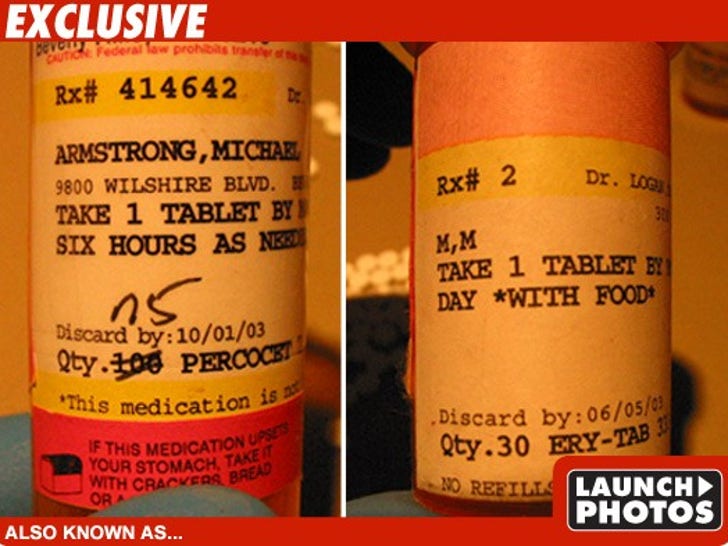 EXCLUSIVE
CAUTION: Federal law prohibits transfer of
Rx# 414642 Dr.
ARMSTRONG, MICHAEL
9800 WILSHIRE BLVD.
TAKE 1 TABLET BY
SIX HOURS AS NEEDED
75
Discard by:10/01/03
Qty.100 PERCOCET
*This medication is
IF THIS MEDICATION UPSETS
YOUR STOMACH, TAKE IT
WITH CRACKERS, BREAD
OR A
Rx# 2 Dr. LOGAN
M,M
TAKE 1 TABLET BY
DAY *WITH FOOD*
Discard by:06/05/03
Qty.30 ERY-TAB
NO REFILLS
LAUNCH
PHOTOS
ALSO KNOWN AS...